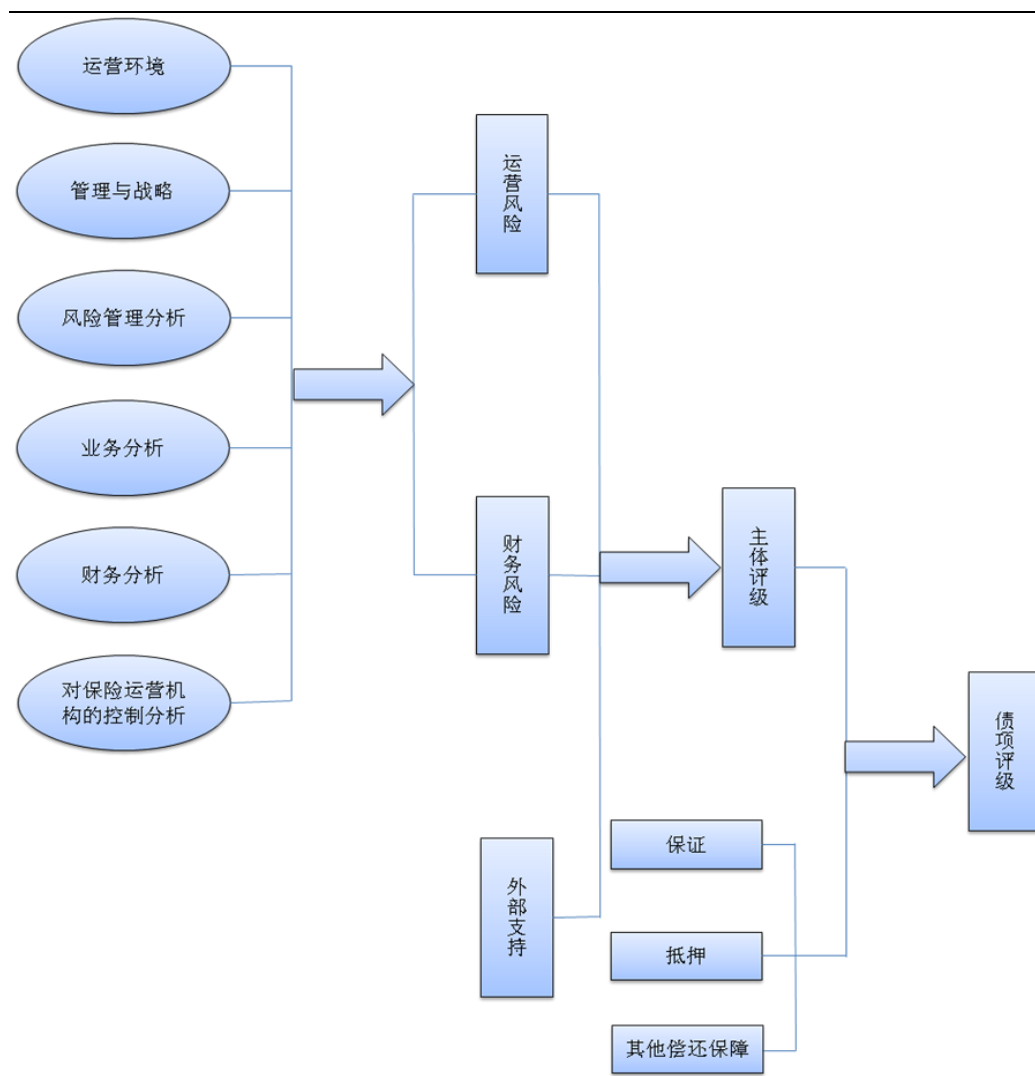 运营环境
管理与战略
风险管理分析
业务分析
财务分析
对保险运营机
构的控制分析
运营风险
财务风险
外部支持
主体评级
保证
抵押
其他偿还保障
债项评级